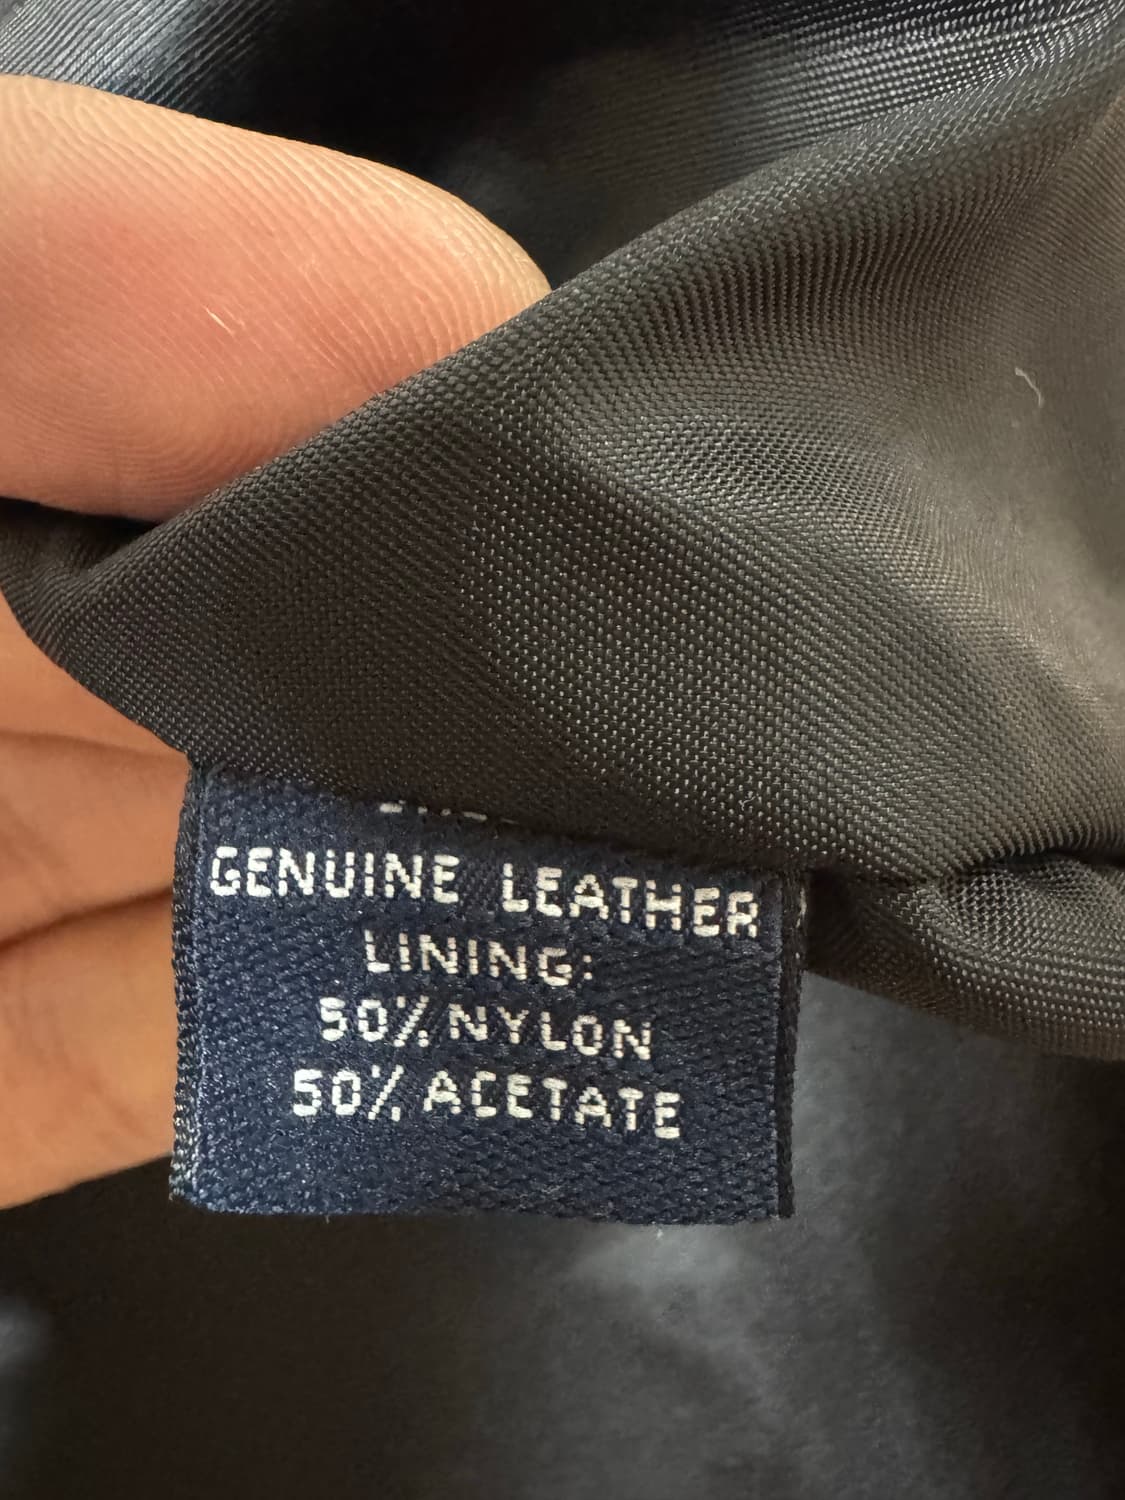 GENUINE LEATHER
LINING:
50% NYLON
50% ACETATE